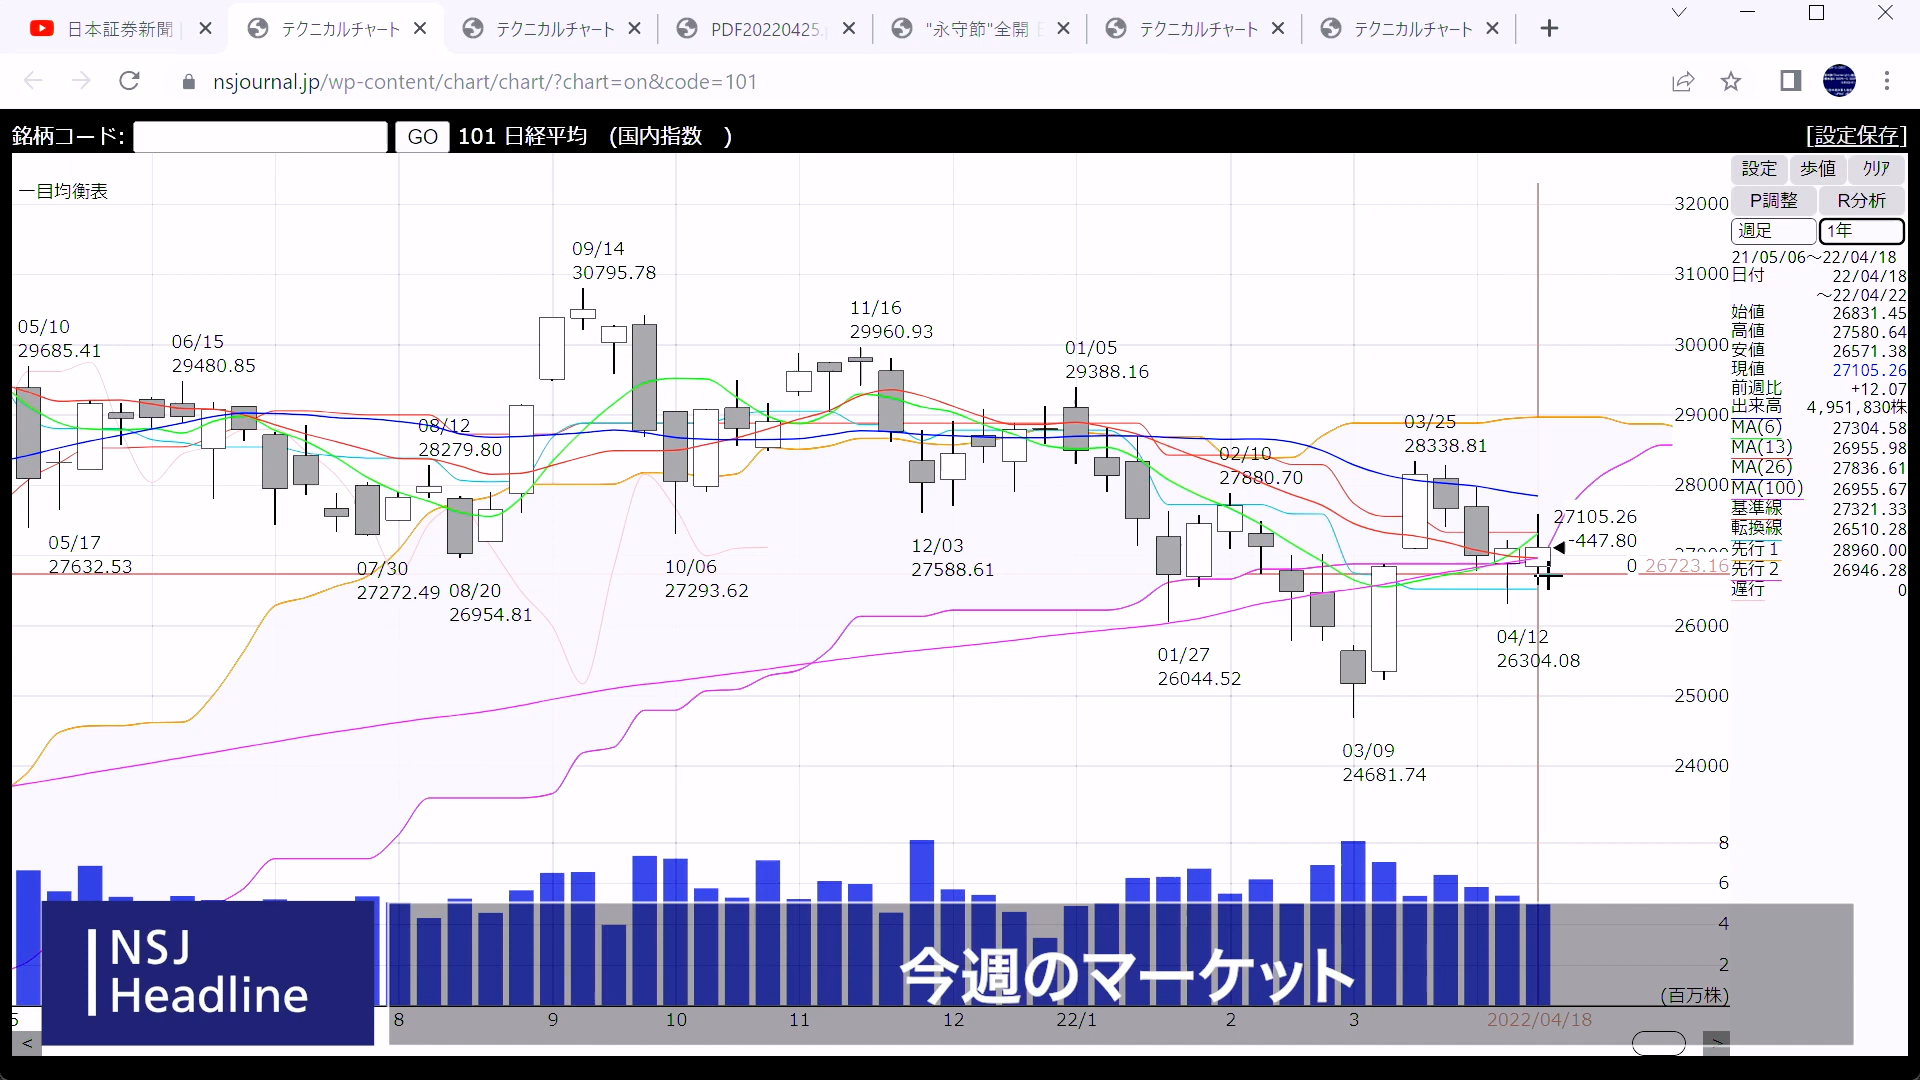 日本証券新聞
テクニカルチャート
テクニカルチャート
PDF20220425.
"永守節"全開
テクニカルチャート
テクニカルチャート
nsjournal.jp/wp-content/chart/chart/?chart=on&code=101
銘柄コード:
GO
101 日経平均　(国内指数　)
[設定保存]
一目均衡表
設定 歩値 ｸﾘｱ
P調整 R分析
週足 1年
21/05/06～22/04/18
日付 22/04/18
～22/04/22
始値 26831.45
高値 27580.64
安値 26571.38
現値 27105.26
前週比 +12.07
出来高 4,951,830株
MA(6) 27304.58
MA(13) 26955.98
MA(26) 27836.61
MA(100) 26955.67
基準線 27321.33
転換線 26510.28
先行1 28960.00
先行2 26946.28
遅行 0
32000
31000
30000
29000
28000
27000
26000
25000
24000
09/14
30795.78
11/16
29960.93
05/10
29685.41
06/15
29480.85
01/05
29388.16
08/12
28279.80
03/25
28338.81
02/10
27880.70
27105.26
-447.80
0 26723.16
05/17
27632.53
07/30
27272.49
08/20
26954.81
10/06
27293.62
12/03
27588.61
01/27
26044.52
04/12
26304.08
03/09
24681.74
8
6
4
2
(百万株)
NSJ
Headline
今週のマーケット
5 8 9 10 11 12 22/1 2 3 2022/04/18
< >